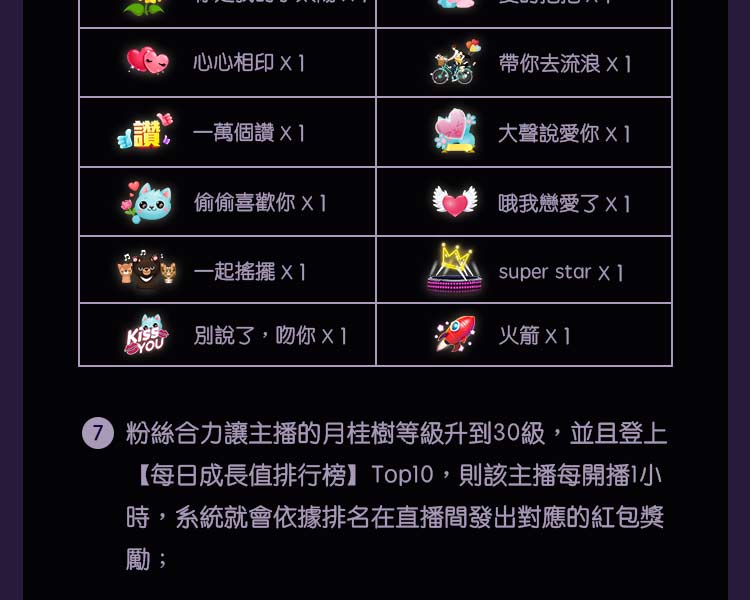 心心相印 X 1
帶你去流浪 X 1
讚
一萬個讚 X 1
大聲說愛你 X 1
偷偷喜歡你 X 1
哦我戀愛了 X 1
一起搖擺 X 1
super star X 1
Kiss
YOU
別說了，吻你 X 1
火箭 X 1
7 粉絲合力讓主播的月桂樹等級升到30級，並且登上
【每日成長值排行榜】Top10，則該主播每開播1小
時，系統就會依據排名在直播間發出對應的紅包獎
勵；